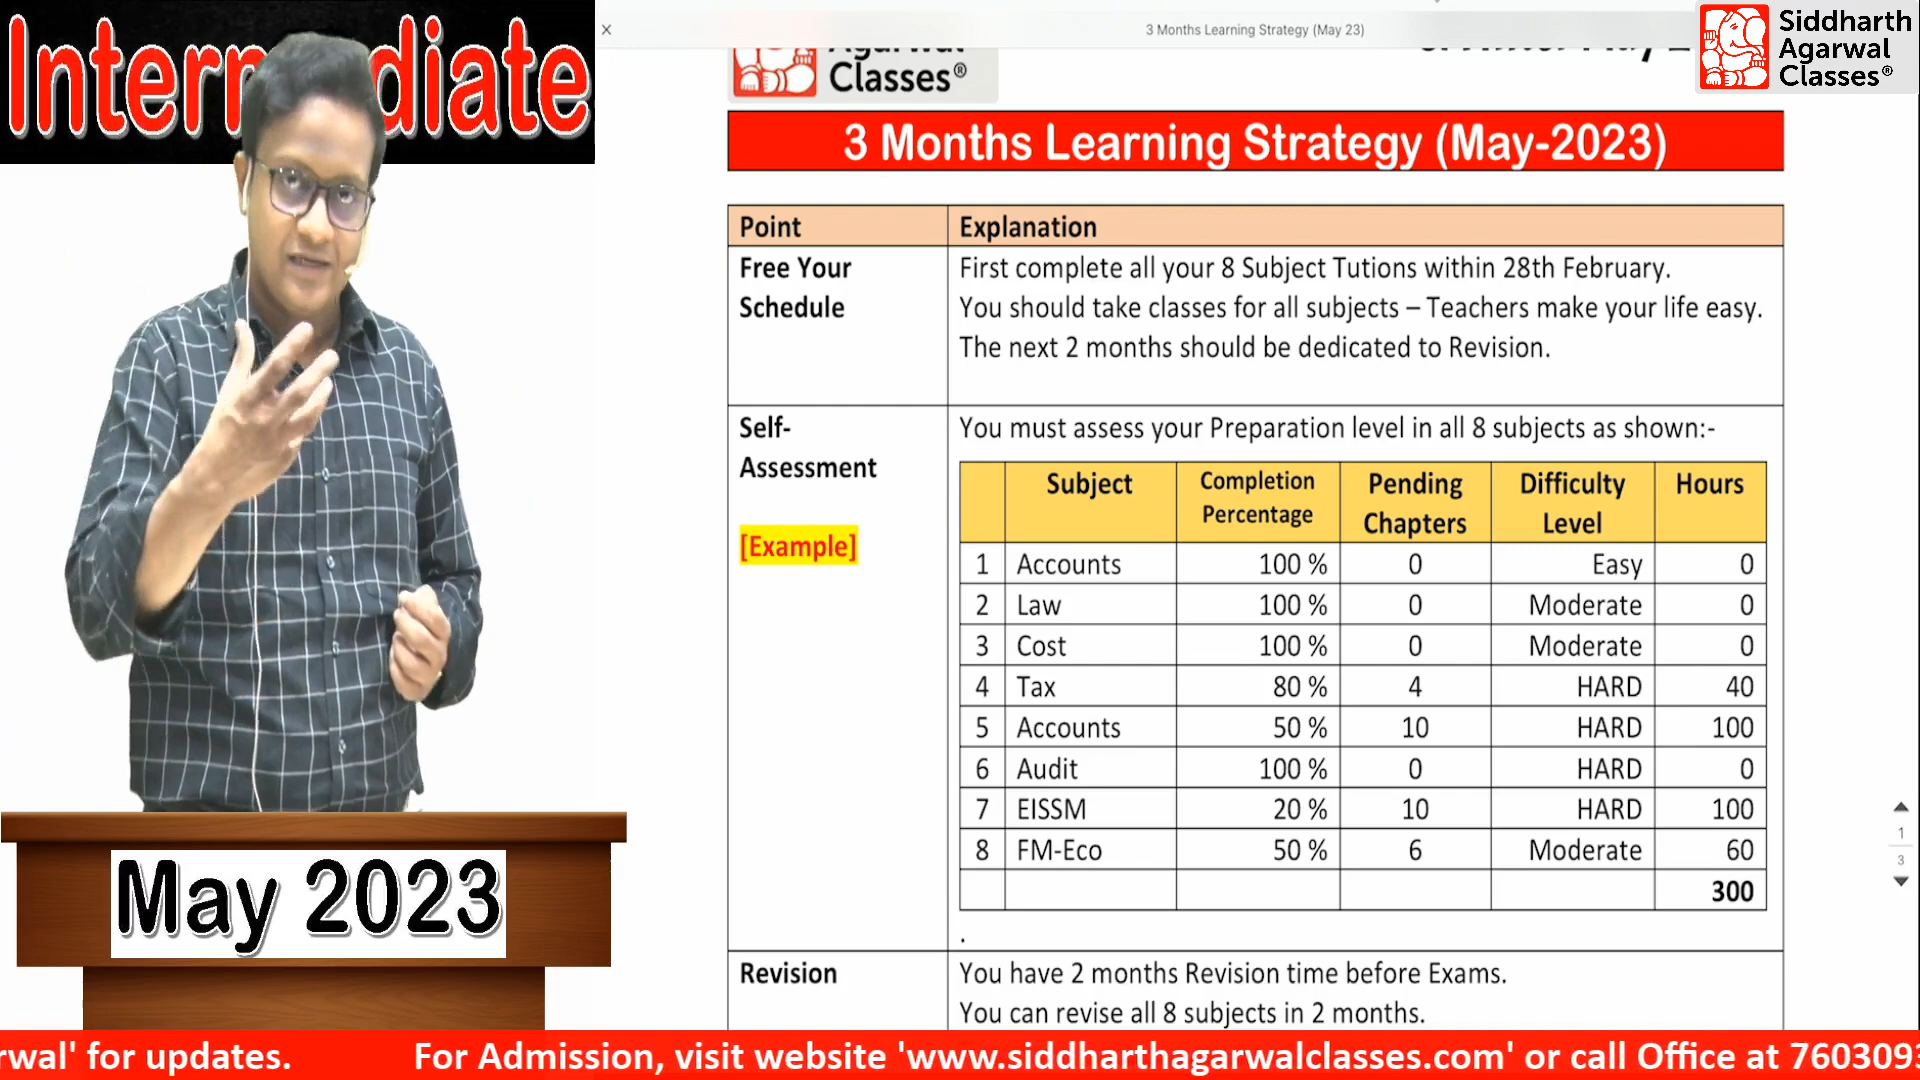 Intermediate
3 Months Learning Strategy (May 23)
Siddharth
Agarwal
Classes®
Agarwal
Classes®
3 Months Learning Strategy (May-2023)
Point Explanation
Free Your Schedule
First complete all your 8 Subject Tutions within 28th February.
You should take classes for all subjects – Teachers make your life easy.
The next 2 months should be dedicated to Revision.
Self-
Assessment
[Example]
You must assess your Preparation level in all 8 subjects as shown:-
Subject Completion Percentage Pending Chapters Difficulty Level Hours
1 Accounts 100 % 0 Easy 0
2 Law 100 % 0 Moderate 0
3 Cost 100 % 0 Moderate 0
4 Tax 80 % 4 HARD 40
5 Accounts 50 % 10 HARD 100
6 Audit 100 % 0 HARD 0
7 EISSM 20 % 10 HARD 100
8 FM-Eco 50 % 6 Moderate 60
300
.
Revision
You have 2 months Revision time before Exams.
You can revise all 8 subjects in 2 months.
1
3
May 2023
rwal' for updates. For Admission, visit website 'www.siddharthagarwalclasses.com' or call Office at 760309